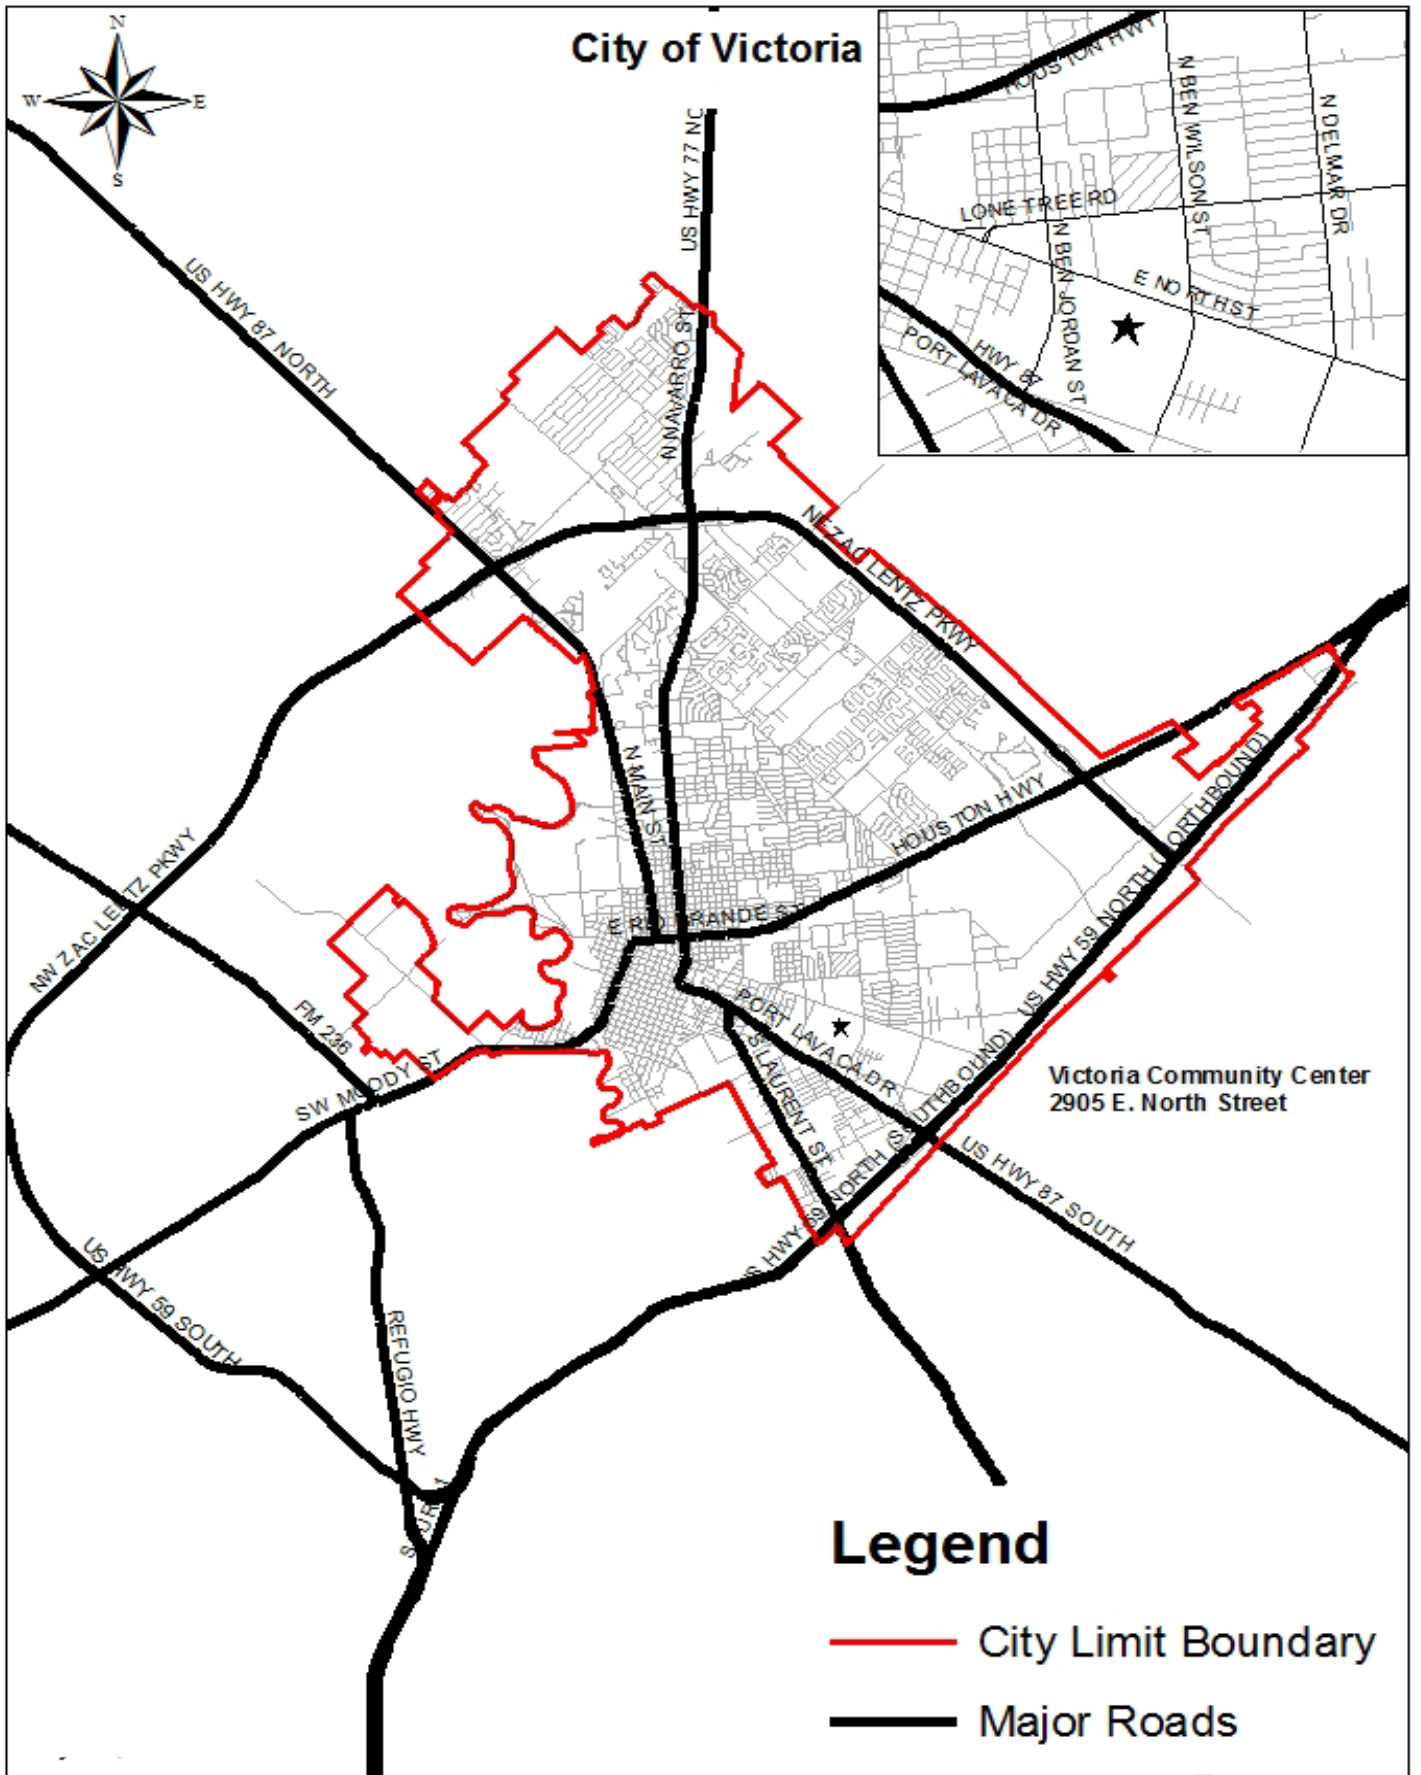 N
W
E
S
City of Victoria
HOUSTON HWY
N BEN WILSON ST
N DELMAR DR
LONE TREE RD
N BEN JORDAN ST
E NORTH ST
HWY 87
PORT LAVACA DR
US HWY 77 NO
US HWY 87 NORTH
N NAVARRO ST
NE ZAC LENTZ PKWY
N MAIN ST
HOUSTON HWY
US HWY 59 NORTH (NORTHBOUND)
NW ZAC LENTZ PKWY
E RIO GRANDE ST
PORT LAVACA DR
FM 236
SW MOODY ST
S LAURENT ST
Victoria Community Center
2905 E. North Street
US HWY 59 NORTH (SOUTHBOUND)
US HWY 87 SOUTH
US HWY 59 SOUTH
REFUGIO HWY
Legend
City Limit Boundary
Major Roads